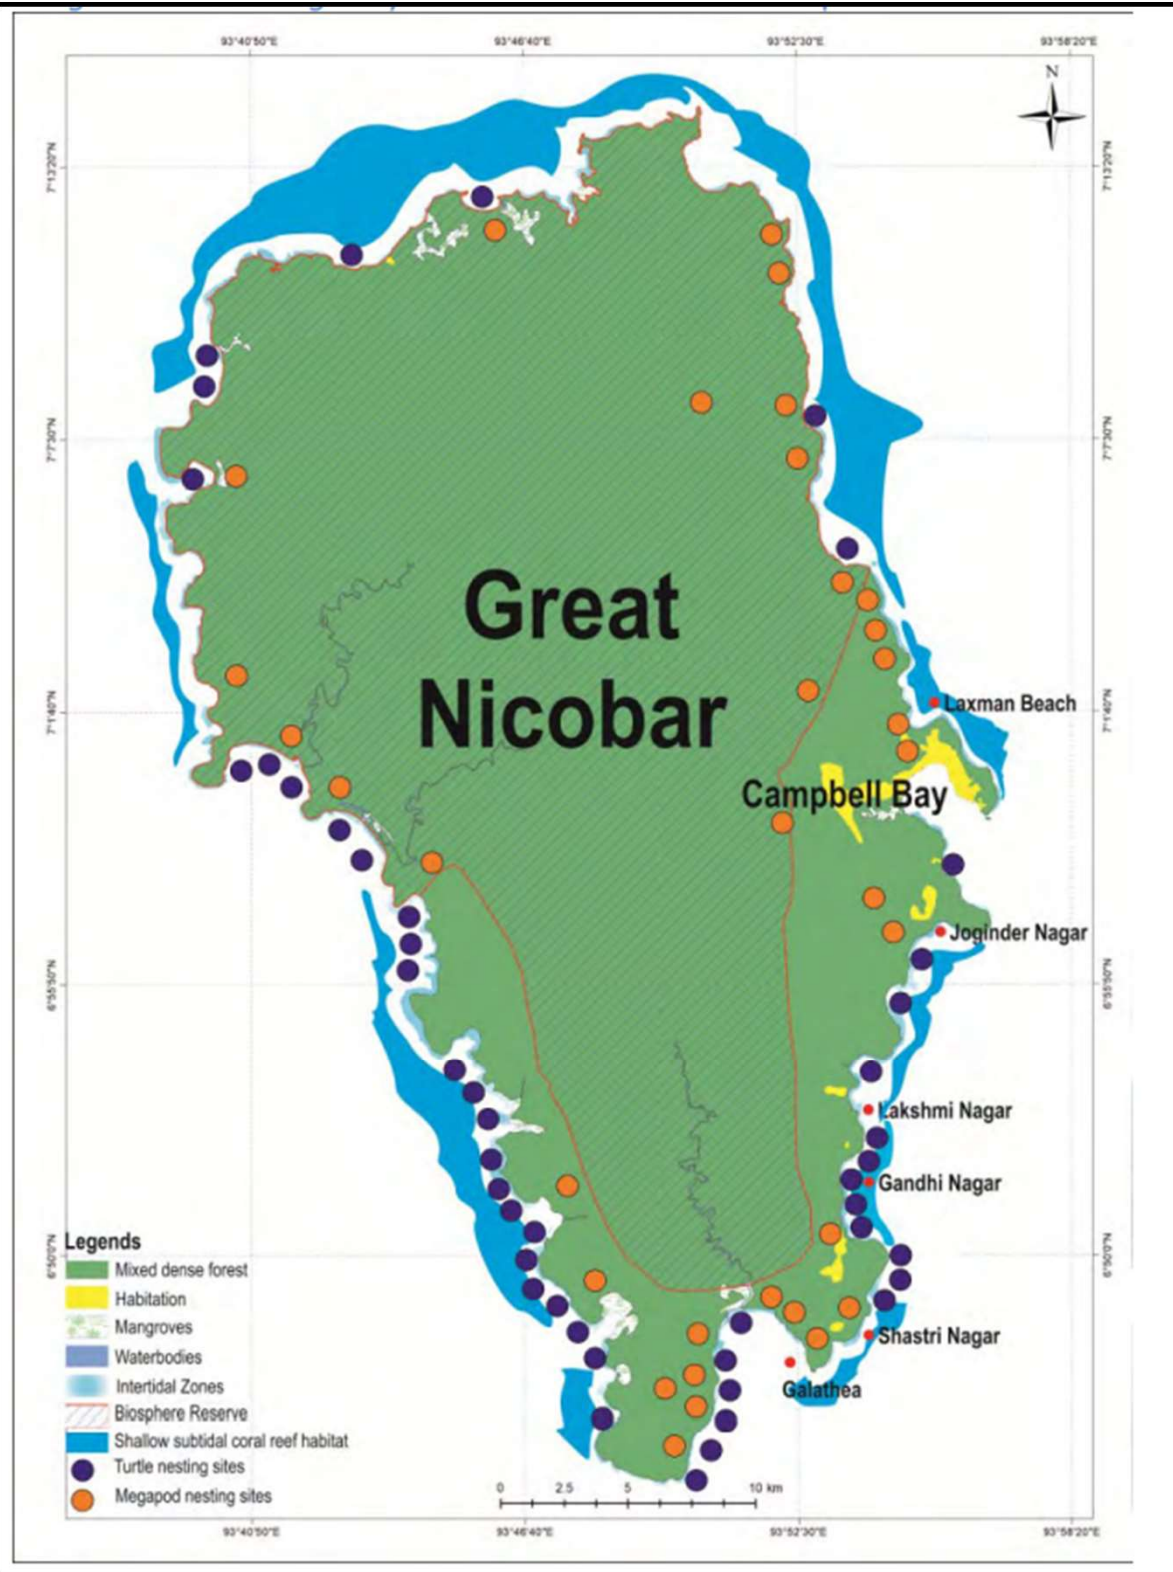 93°40'50"E 93°46'40"E 93°52'30"E 93°58'20"E
N
7°13'20"N 7°13'20"N
7°7'30"N 7°7'30"N
Great
Nicobar
7°1'40"N 7°1'40"N
Laxman Beach
Campbell Bay
Joginder Nagar
6°55'50"N 6°55'50"N
Lakshmi Nagar
Gandhi Nagar
6°50'0"N 6°50'0"N
Legends
Mixed dense forest
Habitation
Mangroves
Shastri Nagar
Waterbodies
Intertidal Zones
Galathea
Biosphere Reserve
Shallow subtidal coral reef habitat
Turtle nesting sites
Megapod nesting sites
0 2.5 5 10 km
93°40'50"E 93°46'40"E 93°52'30"E 93°58'20"E